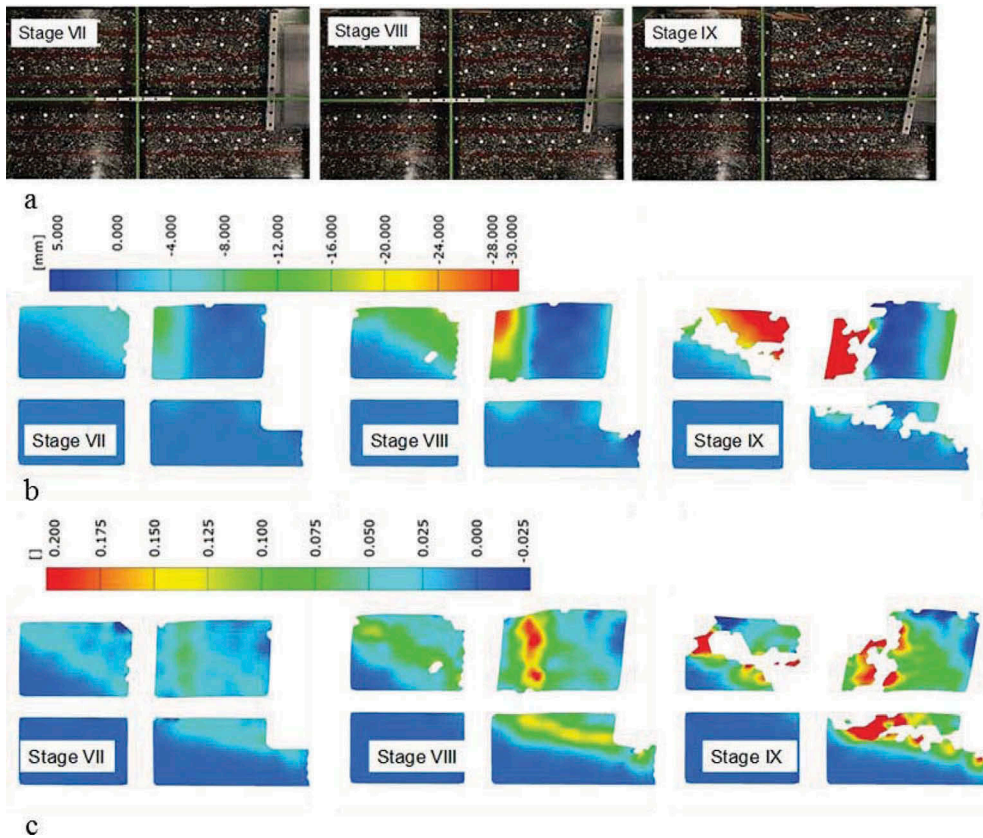 Stage VII
Stage VIII
Stage IX
a
[mm]
5.000
0.000
-4.000
-8.000
-12.000
-16.000
-20.000
-24.000
-28.000
-30.000
Stage VII
Stage VIII
Stage IX
b
[]
0.200
0.175
0.150
0.125
0.100
0.075
0.050
0.025
0.000
-0.025
Stage VII
Stage VIII
Stage IX
c